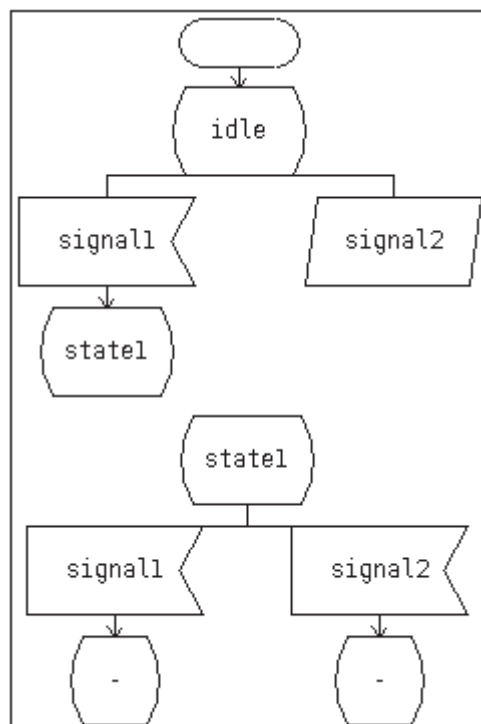 idle
signal1
signal2
state1
state1
signal1
signal2
-
-